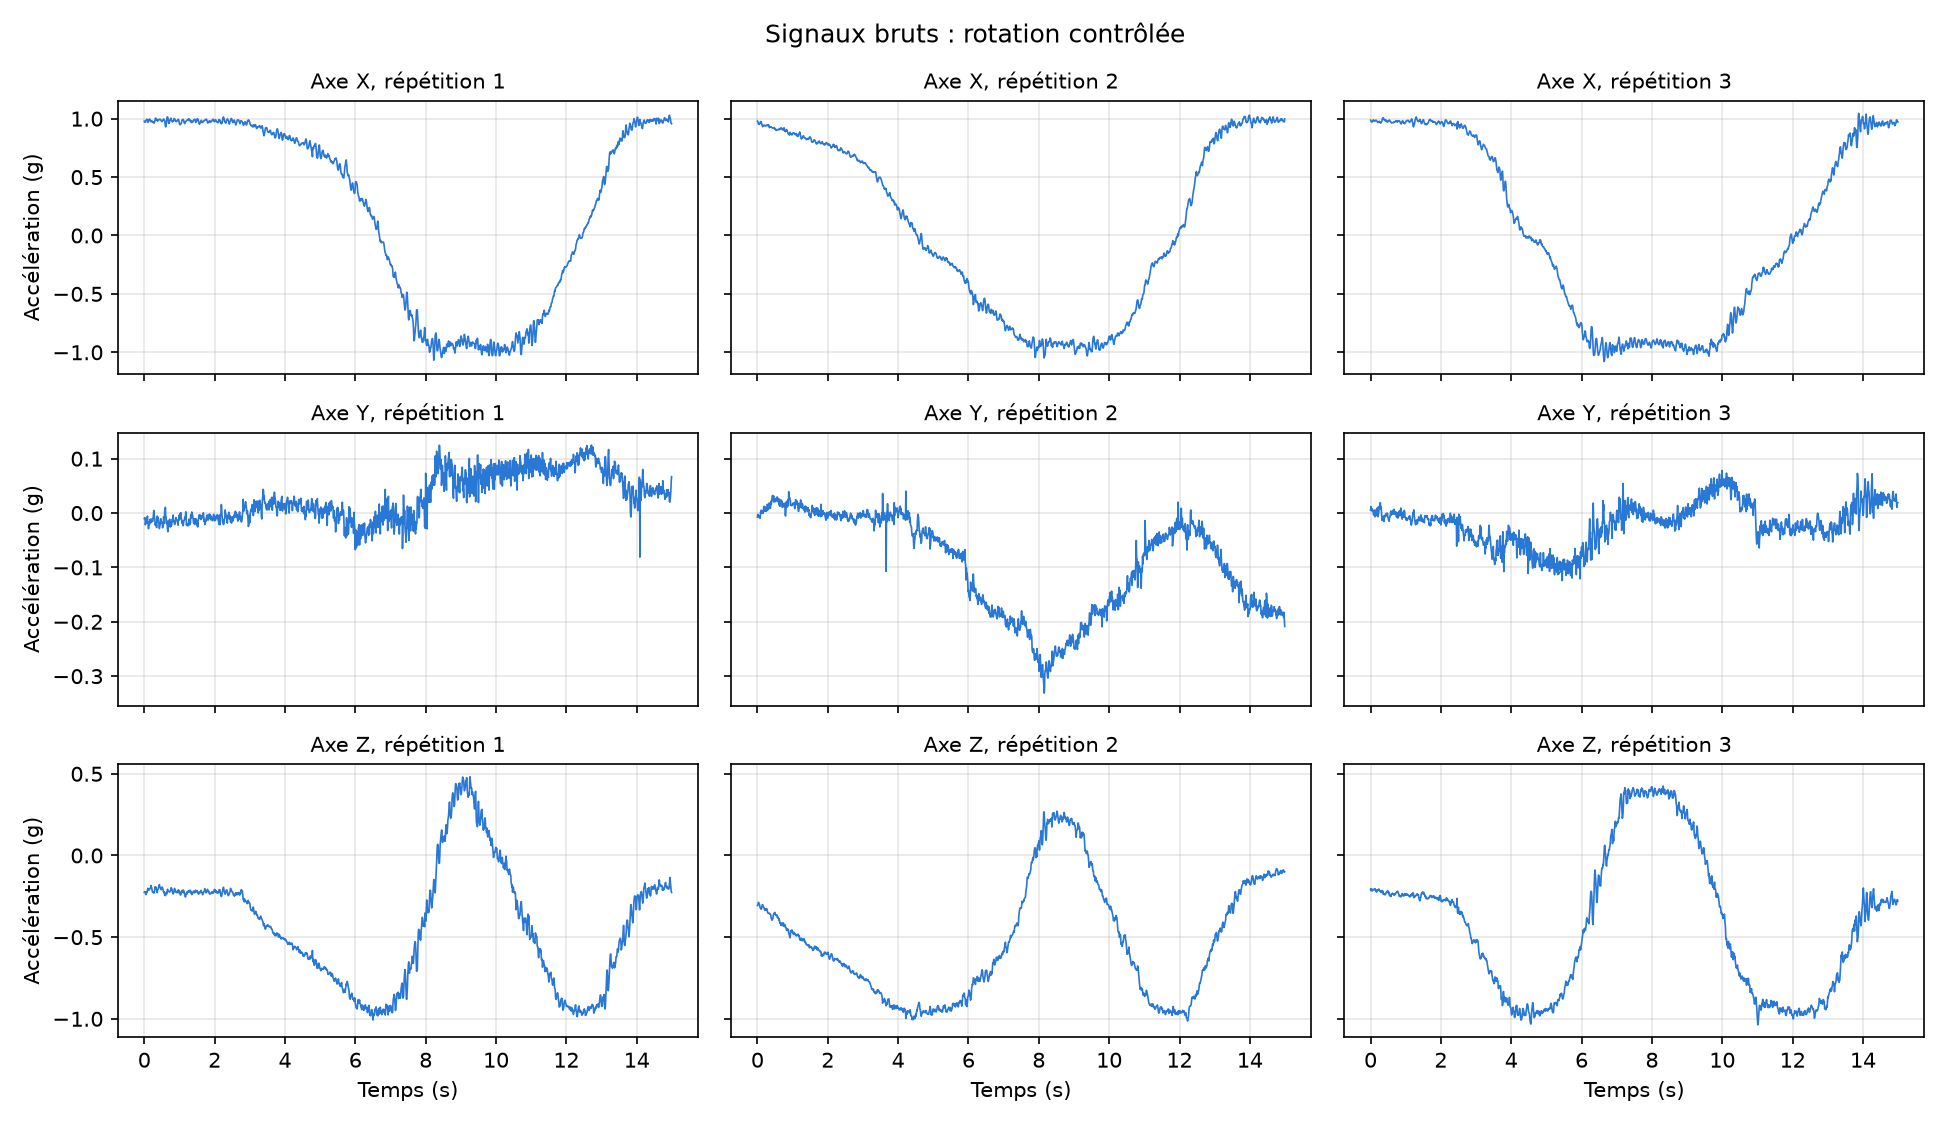 Signaux bruts : rotation contrôlée
Axe X, répétition 1
Axe X, répétition 2
Axe X, répétition 3
Accélération (g)
1.0
0.5
0.0
−0.5
−1.0
Axe Y, répétition 1
Axe Y, répétition 2
Axe Y, répétition 3
Accélération (g)
0.1
0.0
−0.1
−0.2
−0.3
Axe Z, répétition 1
Axe Z, répétition 2
Axe Z, répétition 3
Accélération (g)
0.5
0.0
−0.5
−1.0
0 2 4 6 8 10 12 14
0 2 4 6 8 10 12 14
0 2 4 6 8 10 12 14
Temps (s)
Temps (s)
Temps (s)